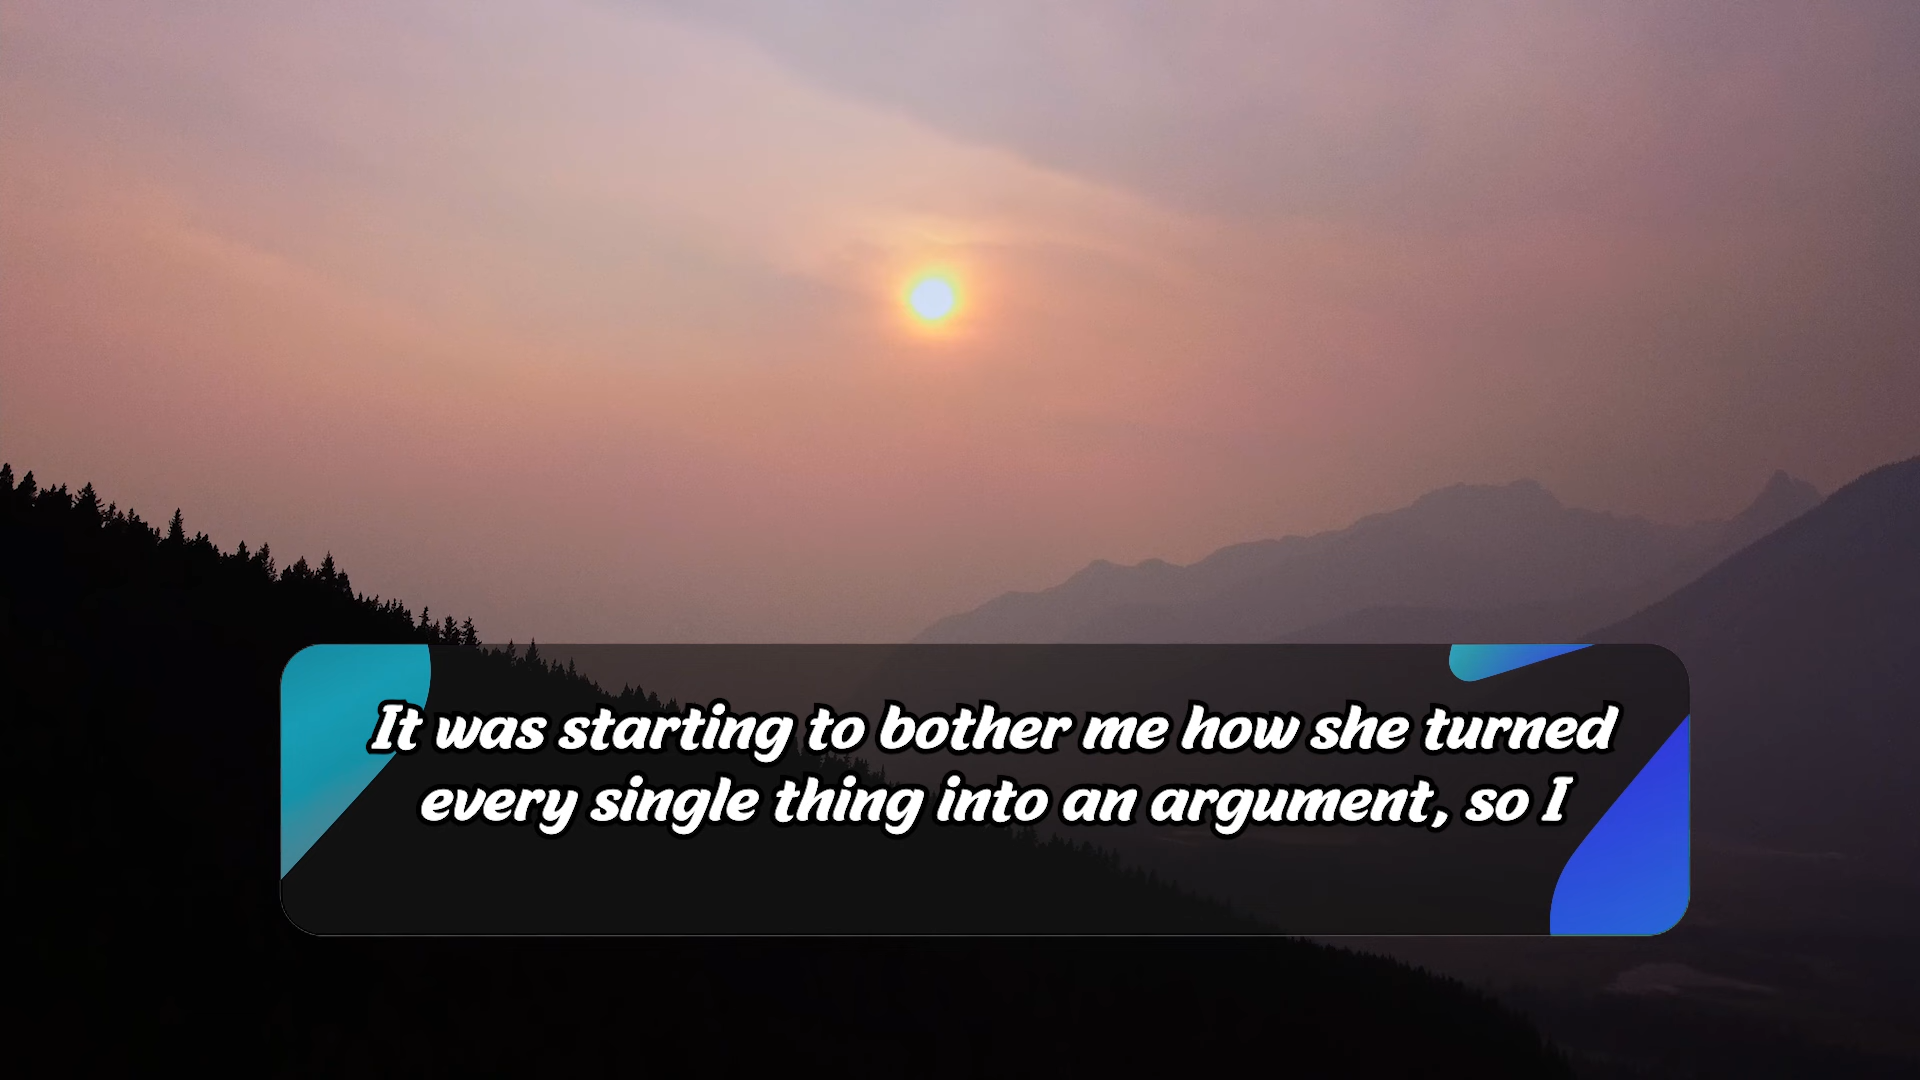 It was starting to bother me how she turned
every single thing into an argument, so I